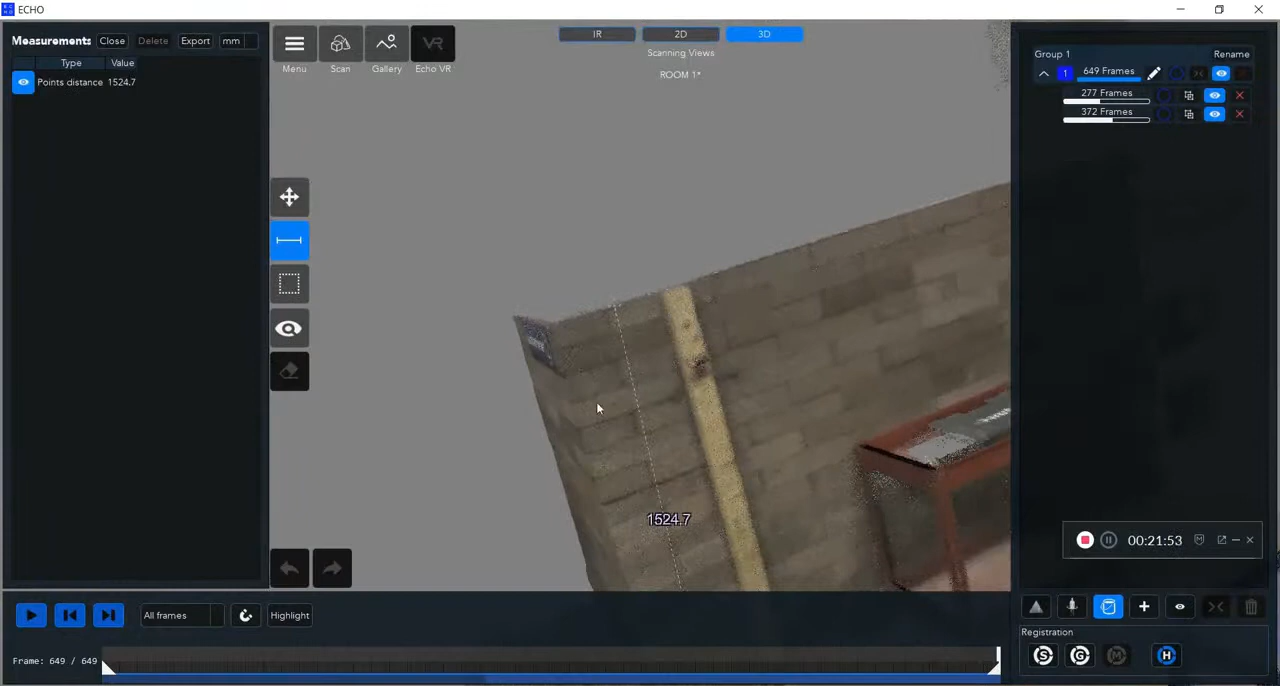 ECHO
Measurements Close Delete Export mm
Type Value
Points distance 1524.7
Menu Scan Gallery Echo VR
VR
IR 2D 3D
Scanning Views
ROOM 1*
1524.7
Group 1 Rename
1 649 Frames
277 Frames
372 Frames
00:21:53
All frames Highlight
Registration
S G M H
Frame: 649 / 649